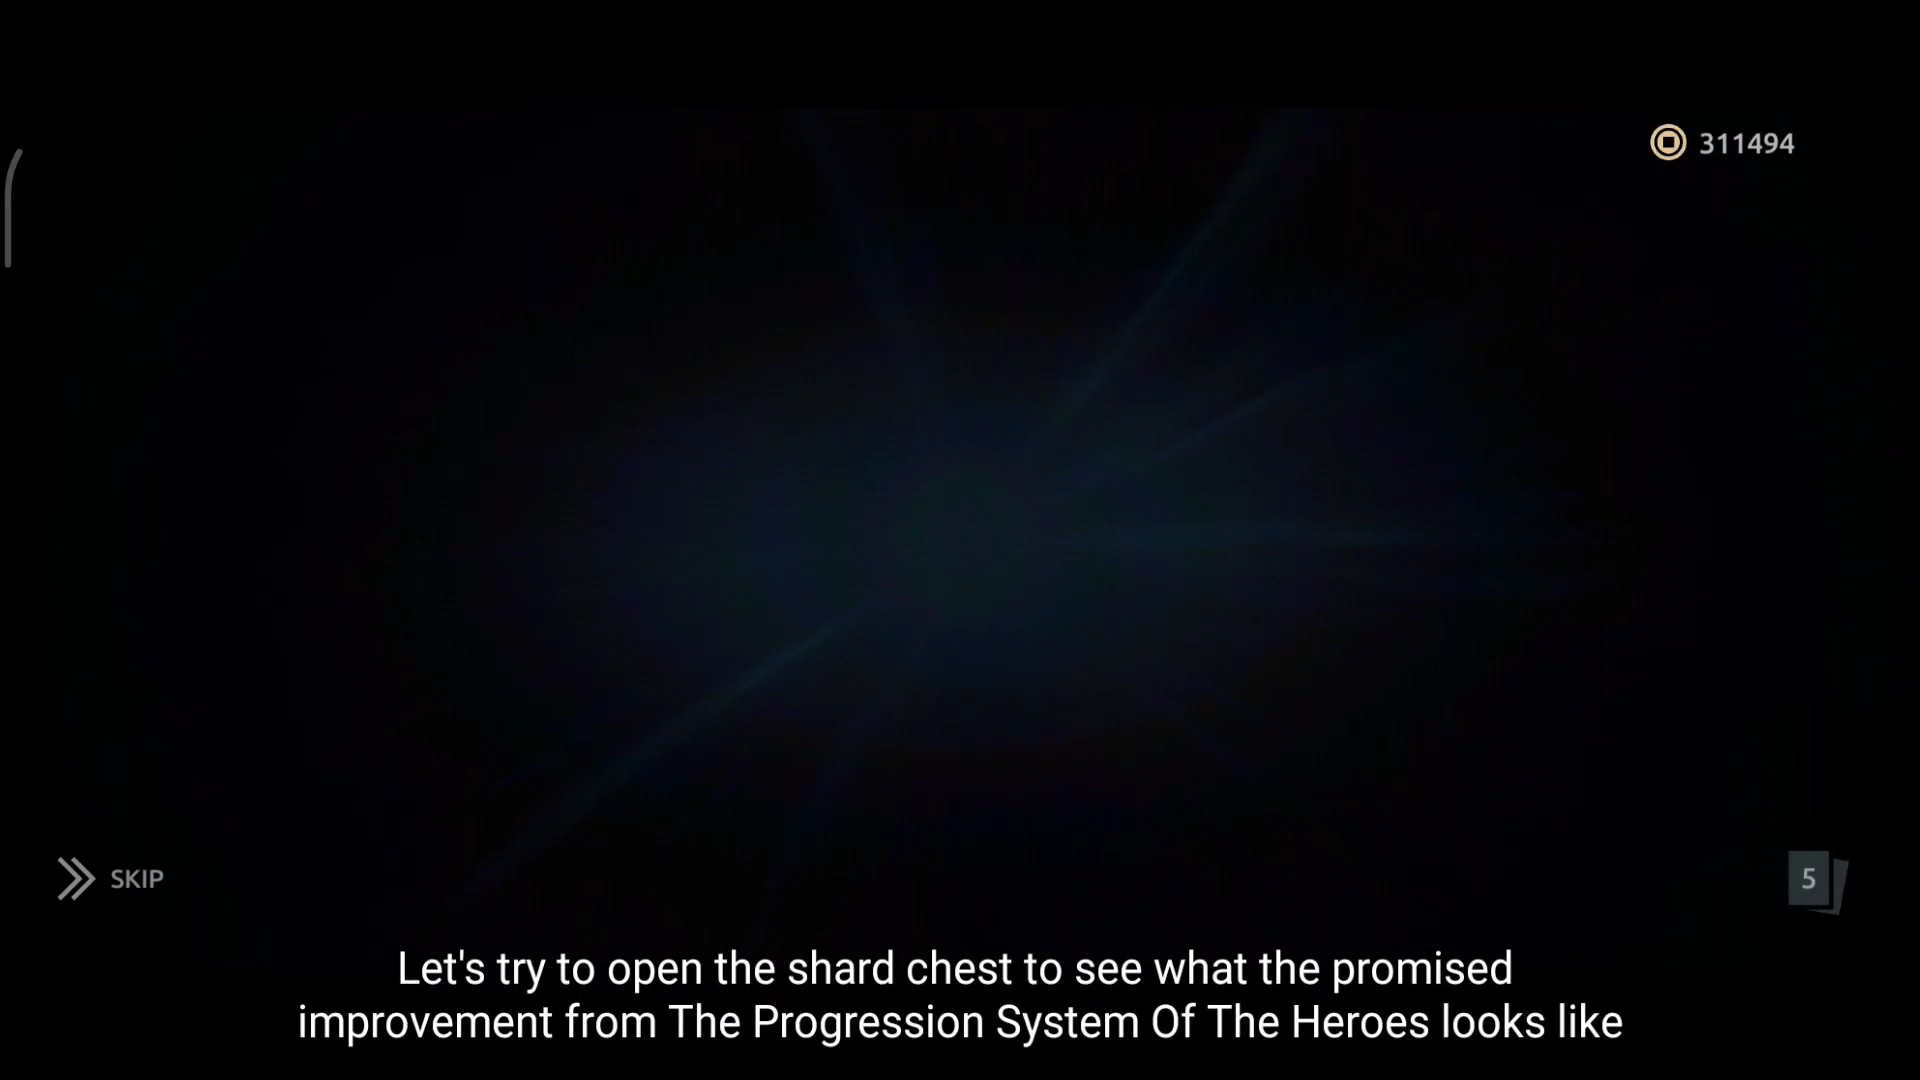 311494
SKIP
5
Let's try to open the shard chest to see what the promised
improvement from The Progression System Of The Heroes looks like